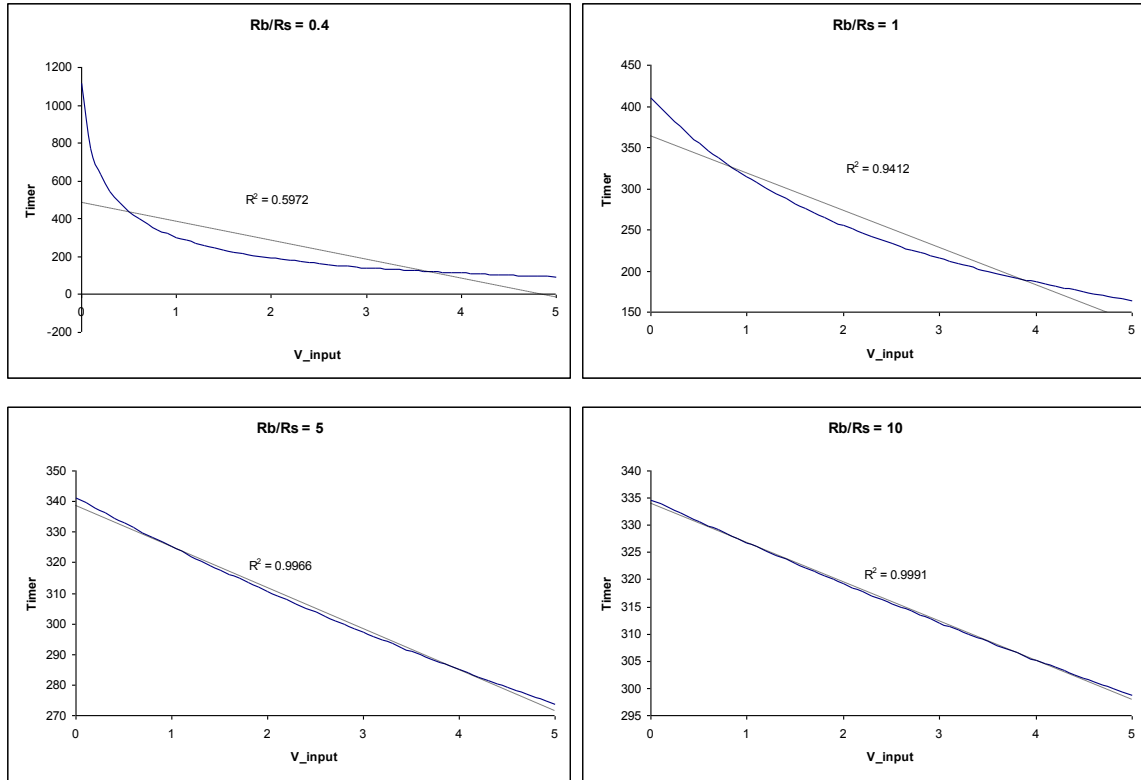 Rb/Rs = 0.4
Timer
1200
1000
800
600
400
200
0
-200
R² = 0.5972
0 1 2 3 4 5
V_input
Rb/Rs = 1
Timer
450
400
350
300
250
200
150
R² = 0.9412
0 1 2 3 4 5
V_input
Rb/Rs = 5
Timer
350
340
330
320
310
300
290
280
270
R² = 0.9966
0 1 2 3 4 5
V_input
Rb/Rs = 10
Timer
340
335
330
325
320
315
310
305
300
295
R² = 0.9991
0 1 2 3 4 5
V_input